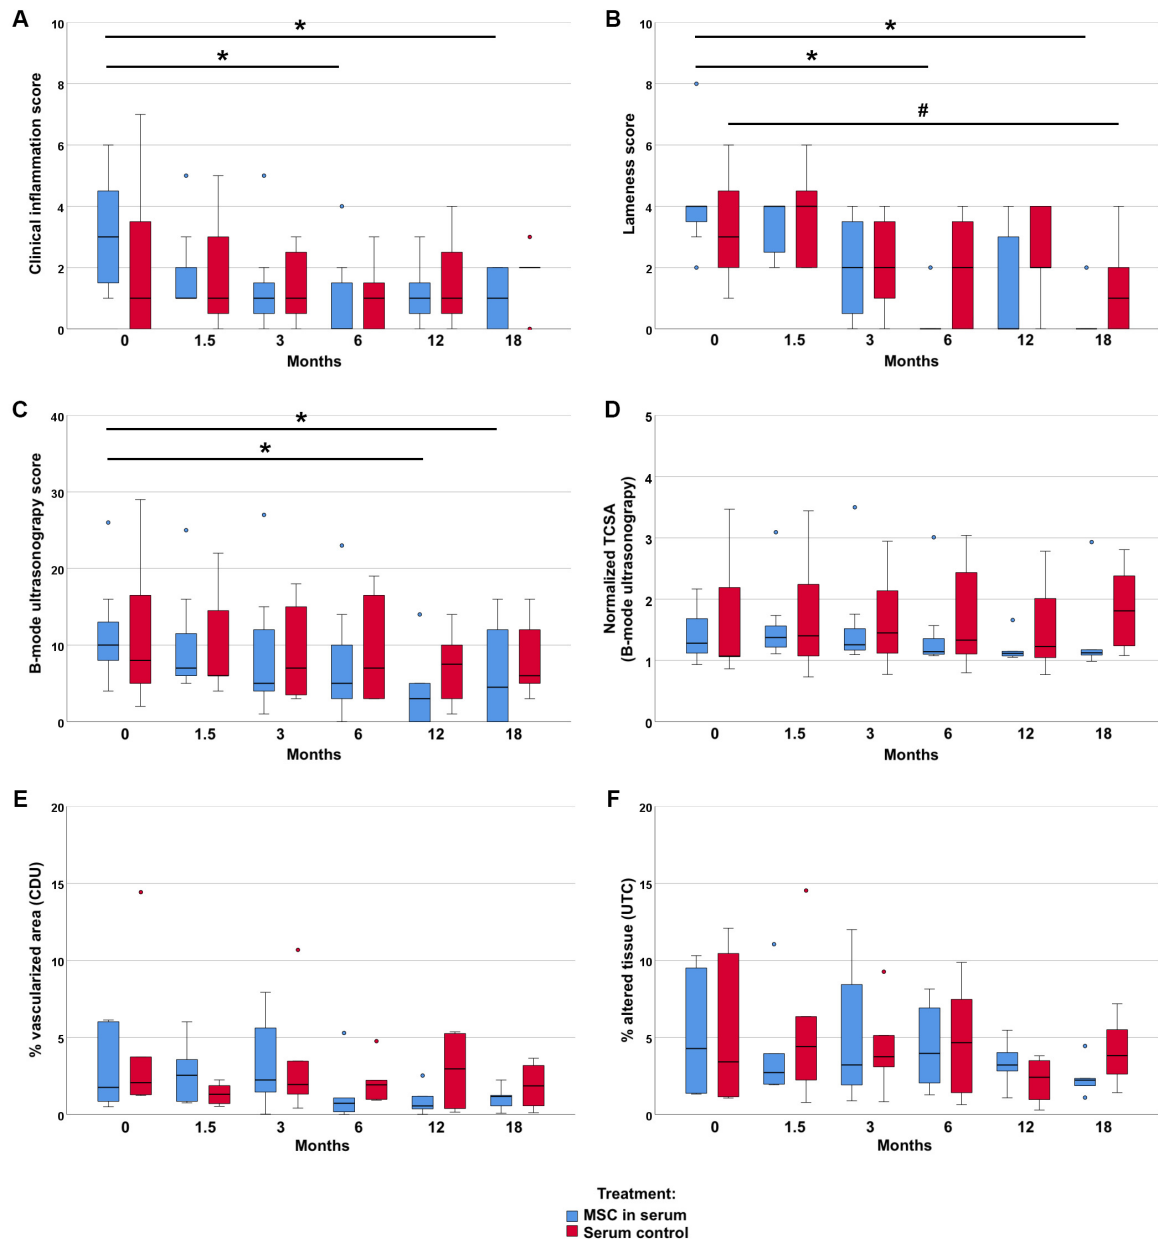 A
Clinical inflammation score
10
8
6
4
2
0
*
*
0 1.5 3 6 12 18
Months
B
Lameness score
10
8
6
4
2
0
*
*
#
0 1.5 3 6 12 18
Months
C
B-mode ultrasonograpy score
40
30
20
10
0
*
*
0 1.5 3 6 12 18
Months
D
Normalized TCSA
(B-mode ultrasonograpy)
5
4
3
2
1
0
0 1.5 3 6 12 18
Months
E
% vascularized area (CDU)
20
15
10
5
0
0 1.5 3 6 12 18
Months
F
% altered tissue (UTC)
20
15
10
5
0
0 1.5 3 6 12 18
Months
Treatment:
MSC in serum
Serum control